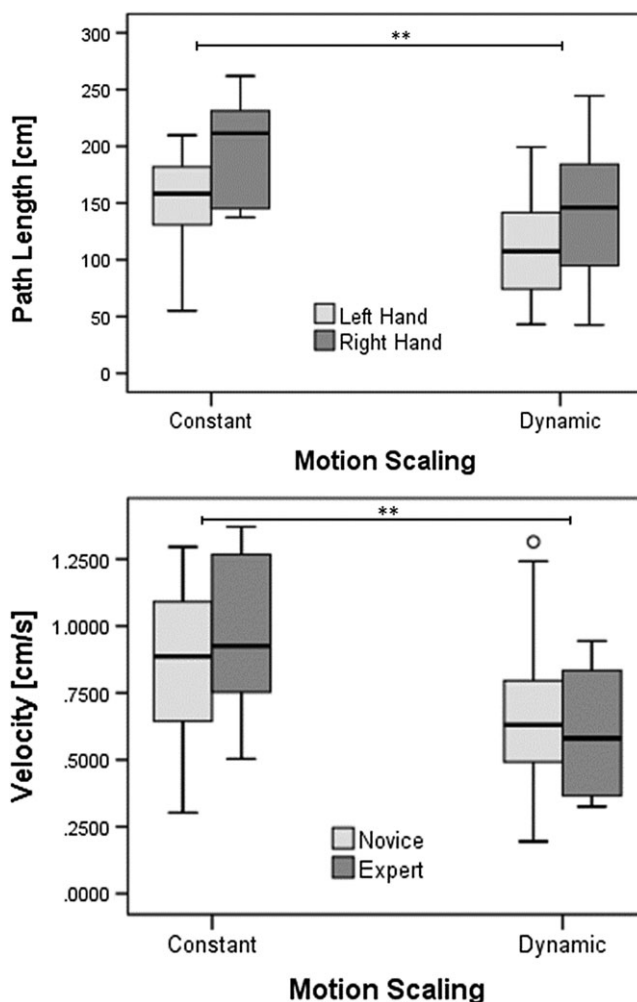 300
**
250
200
150
100
50
0
Path Length [cm]
Left Hand
Right Hand
Constant
Dynamic
Motion Scaling
**
1.2500
1.0000
.7500
.5000
.2500
.0000
Velocity [cm/s]
Novice
Expert
Constant
Dynamic
Motion Scaling